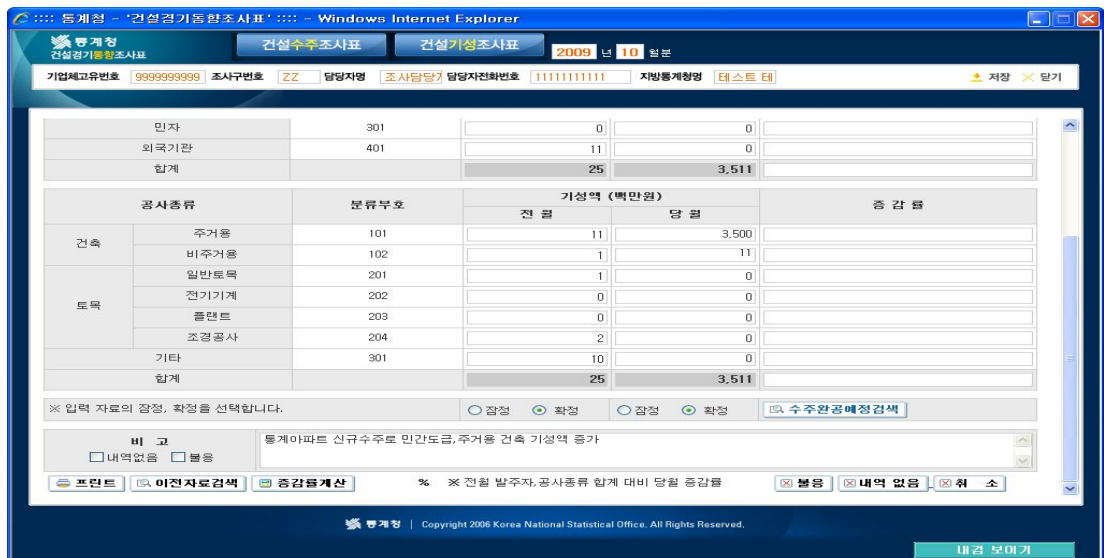 :::: 통계청 - '건설경기동향조사표' :::: - Windows Internet Explorer
통계청
건설경기동향조사표
건설수주조사표 건설기성조사표 2009 년 10 월분
기업체고유번호 9999999999 조사구번호 ZZ 담당자명 조사담당 담당자전화번호 11111111111 지방통계청명 테스트 테 저장 닫기
민자 301 0 0
외국기관 401 11 0
합계 25 3,511
공사종류 분류부호 기성액 (백만원) 증 감 률
전 월 당 월
건축 주거용 101 11 3,500
비주거용 102 1 11
토목 일반토목 201 1 0
전기기계 202 0 0
플랜트 203 0 0
조경공사 204 2 0
기타 301 10 0
합계 25 3,511
※ 입력 자료의 잠정, 확정을 선택합니다. 잠정 확정 잠정 확정 수주완공예정검색
비 고 통계아파트 신규수주로 민간도급,주거용 건축 기성액 증가
내역없음 불응
프린트 이전자료검색 증감률계산 % ※ 전월 발주자,공사종류 합계 대비 당월 증감률 불응 내역 없음 취 소
통계청 | Copyright 2006 Korea National Statistical Office. All Rights Reserved.
내검 보이기